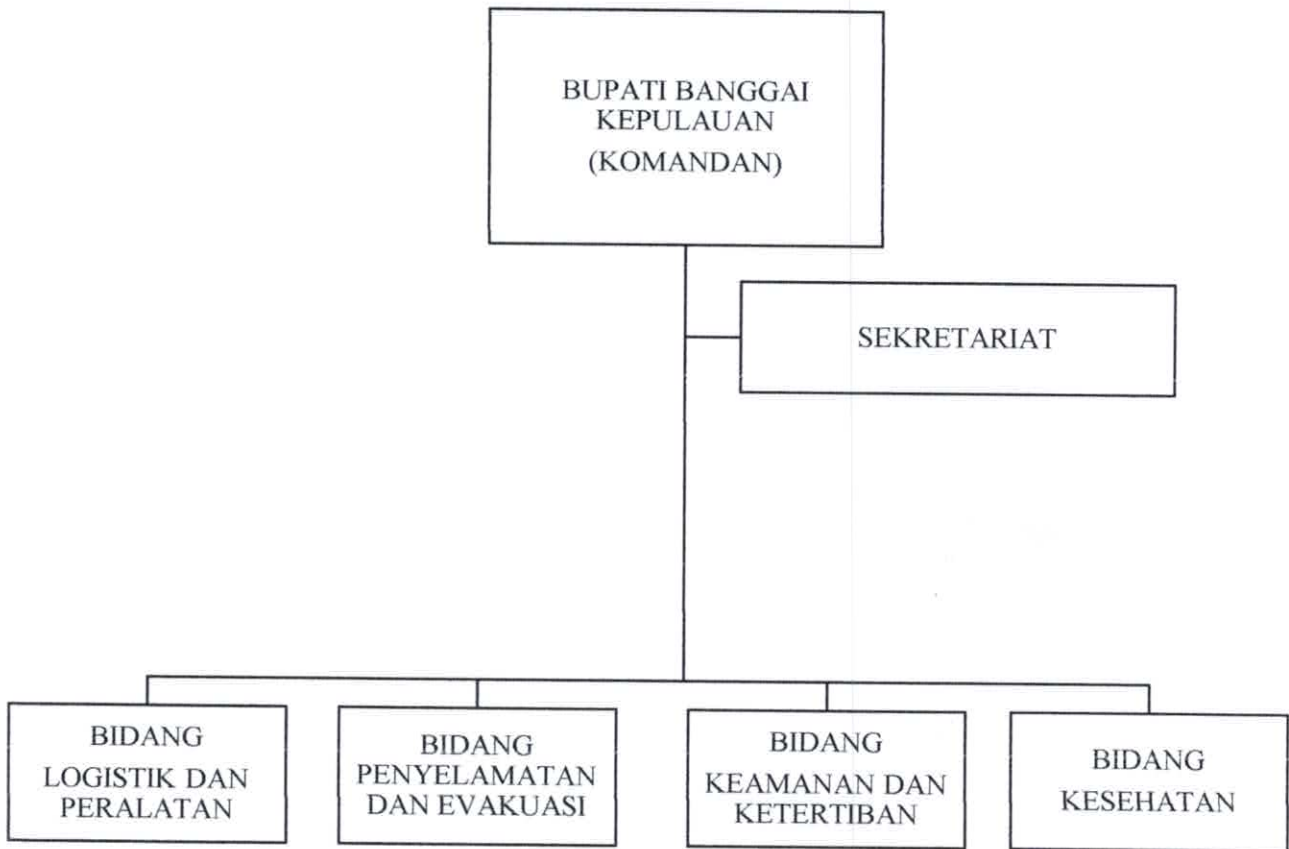 BUPATI BANGGAI
KEPULAUAN
(KOMANDAN)
SEKRETARIAT
BIDANG
LOGISTIK DAN
PERALATAN
BIDANG
PENYELAMATAN
DAN EVAKUASI
BIDANG
KEAMANAN DAN
KETERTIBAN
BIDANG
KESEHATAN